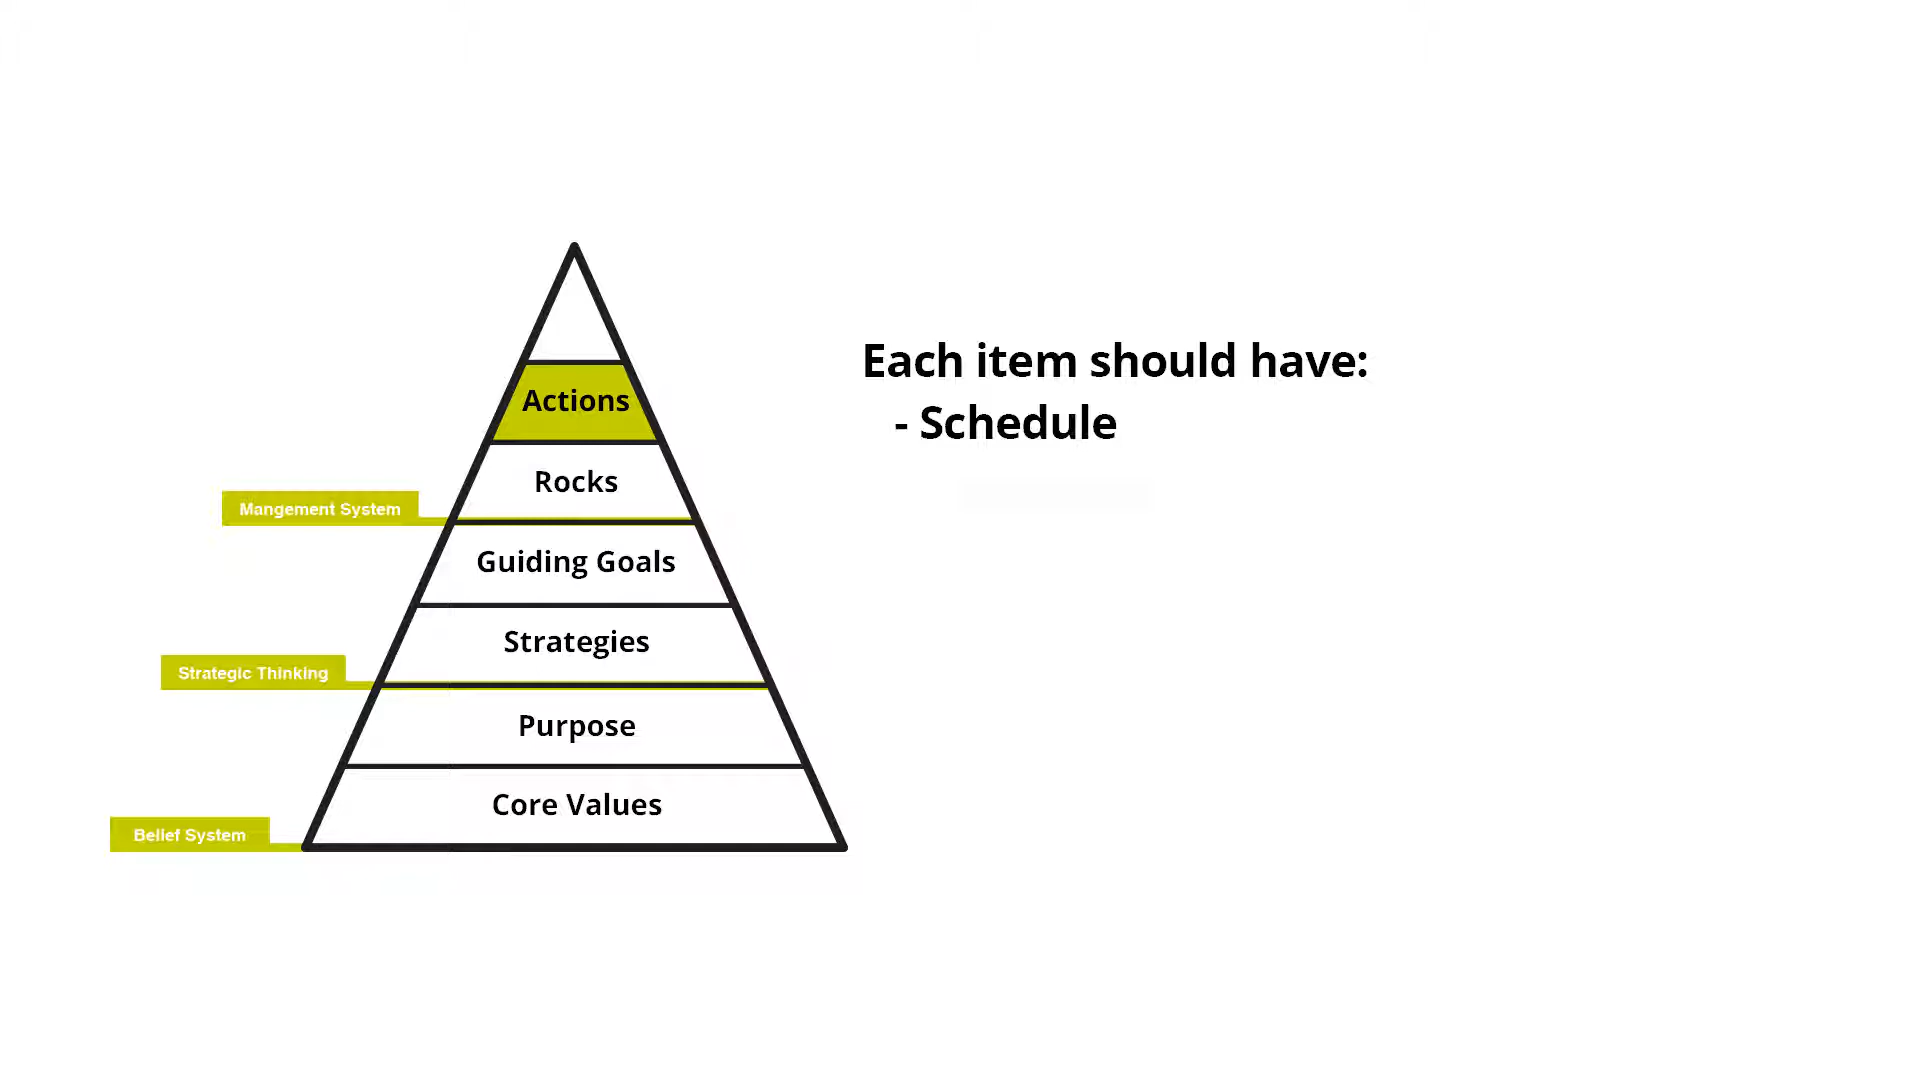 Each item should have:
- Schedule
Actions
Rocks
Mangement System
Guiding Goals
Strategies
Strategic Thinking
Purpose
Core Values
Belief System